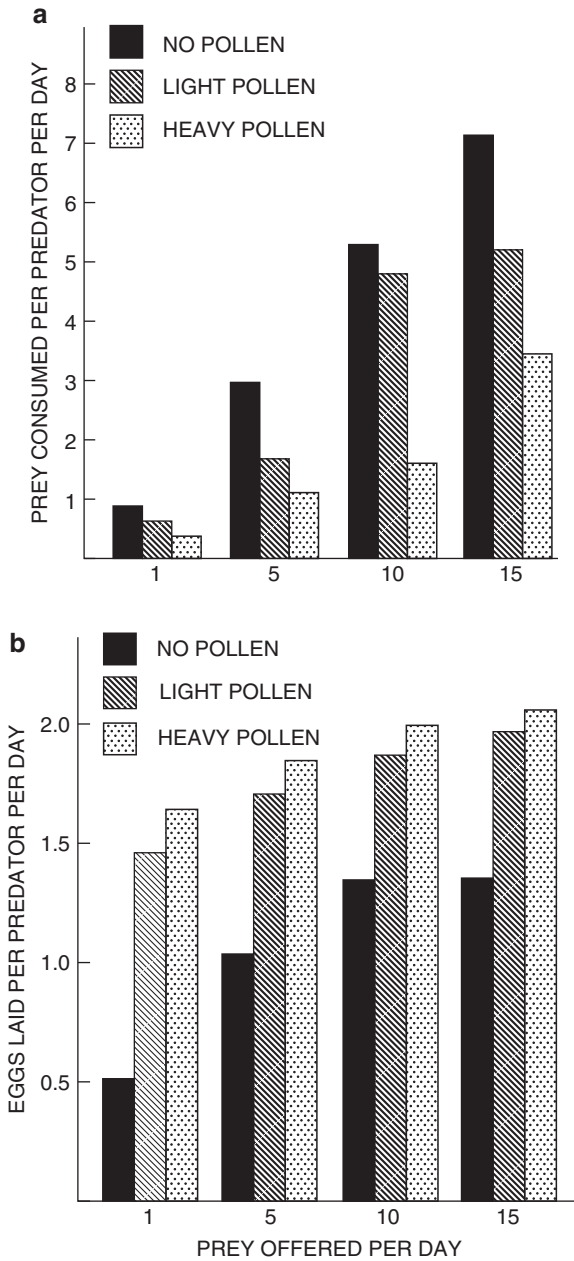 a
NO POLLEN
LIGHT POLLEN
HEAVY POLLEN
PREY CONSUMED PER PREDATOR PER DAY
8
7
6
5
4
3
2
1
1 5 10 15
b
NO POLLEN
LIGHT POLLEN
HEAVY POLLEN
EGGS LAID PER PREDATOR PER DAY
2.0
1.5
1.0
0.5
1 5 10 15
PREY OFFERED PER DAY